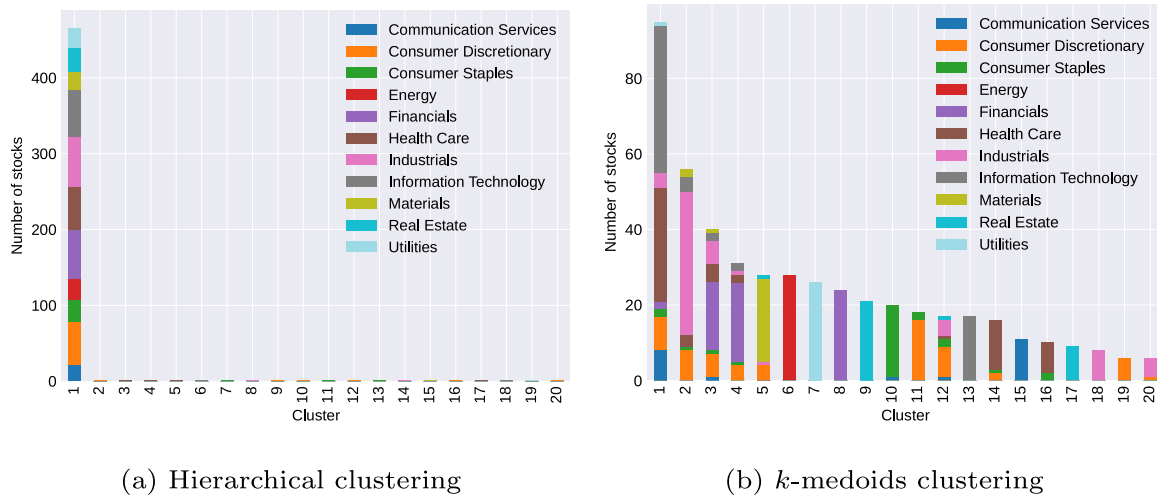 Number of stocks
400
300
200
100
0
Communication Services
Consumer Discretionary
Consumer Staples
Energy
Financials
Health Care
Industrials
Information Technology
Materials
Real Estate
Utilities
1 2 3 4 5 6 7 8 9 10 11 12 13 14 15 16 17 18 19 20
Cluster
(a) Hierarchical clustering
Number of stocks
80
60
40
20
0
Communication Services
Consumer Discretionary
Consumer Staples
Energy
Financials
Health Care
Industrials
Information Technology
Materials
Real Estate
Utilities
1 2 3 4 5 6 7 8 9 10 11 12 13 14 15 16 17 18 19 20
Cluster
(b) k-medoids clustering